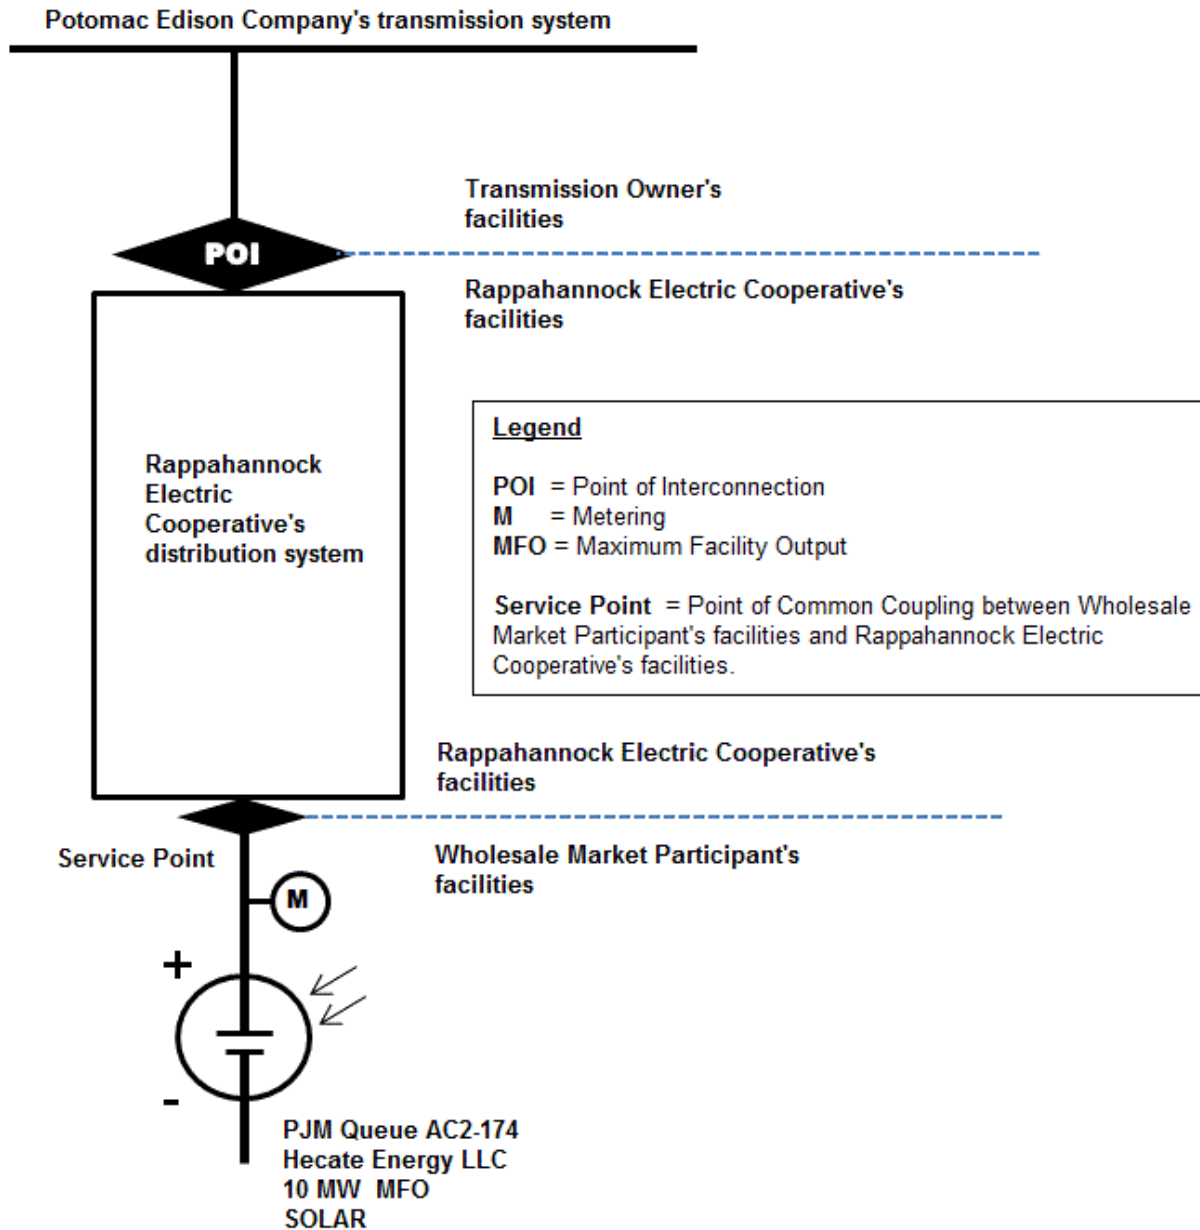 Potomac Edison Company's transmission system
Transmission Owner's
facilities
POI
Rappahannock Electric Cooperative's
facilities
Rappahannock
Electric
Cooperative's
distribution system
Legend
POI = Point of Interconnection
M = Metering
MFO = Maximum Facility Output
Service Point = Point of Common Coupling between Wholesale
Market Participant's facilities and Rappahannock Electric
Cooperative's facilities.
Rappahannock Electric Cooperative's
facilities
Service Point
Wholesale Market Participant's
facilities
M
+
-
PJM Queue AC2-174
Hecate Energy LLC
10 MW MFO
SOLAR